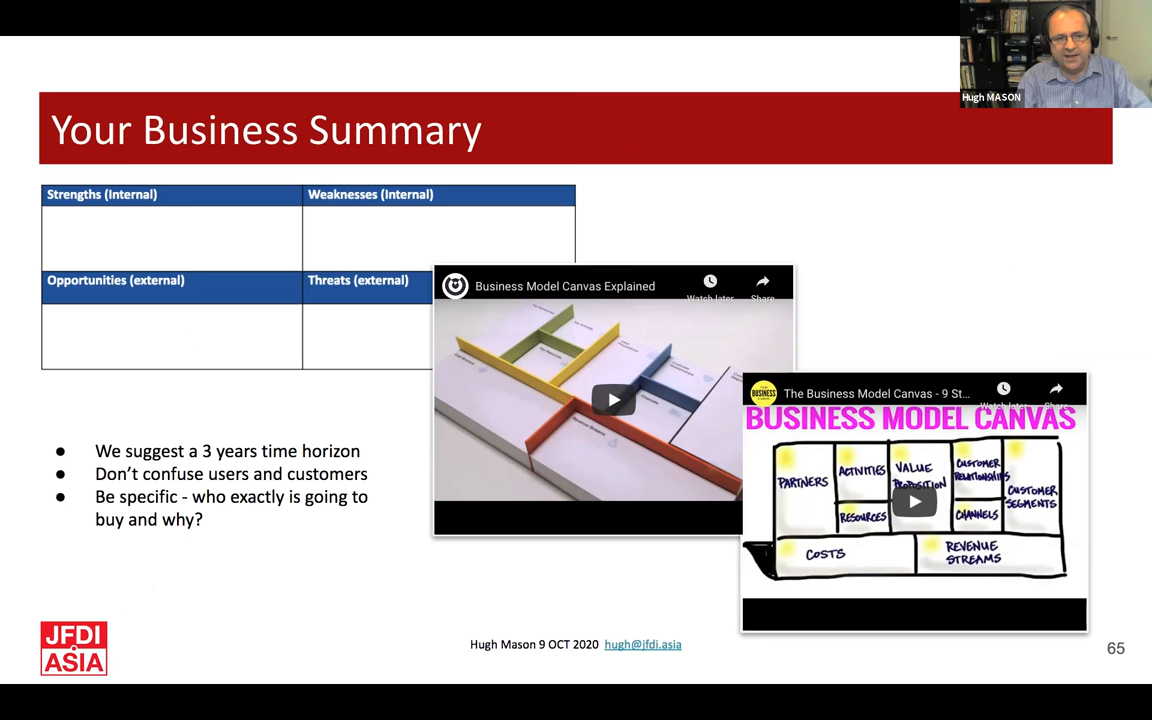 Hugh MASON
Your Business Summary
Strengths (Internal)
Weaknesses (Internal)
Opportunities (external)
Threats (external)
Business Model Canvas Explained
Watch later
Share
Revenue Streams
The Business Model Canvas - 9 St...
Watch later
Share
BUSINESS MODEL CANVAS
PARTNERS
ACTIVITIES
RESOURCES
VALUE
PROPOSITION
CUSTOMER
RELATIONSHIPS
CHANNELS
CUSTOMER
SEGMENTS
COSTS
REVENUE
STREAMS
● We suggest a 3 years time horizon
● Don’t confuse users and customers
● Be specific - who exactly is going to
buy and why?
JFDI
ASIA
Hugh Mason 9 OCT 2020 hugh@jfdi.asia
65